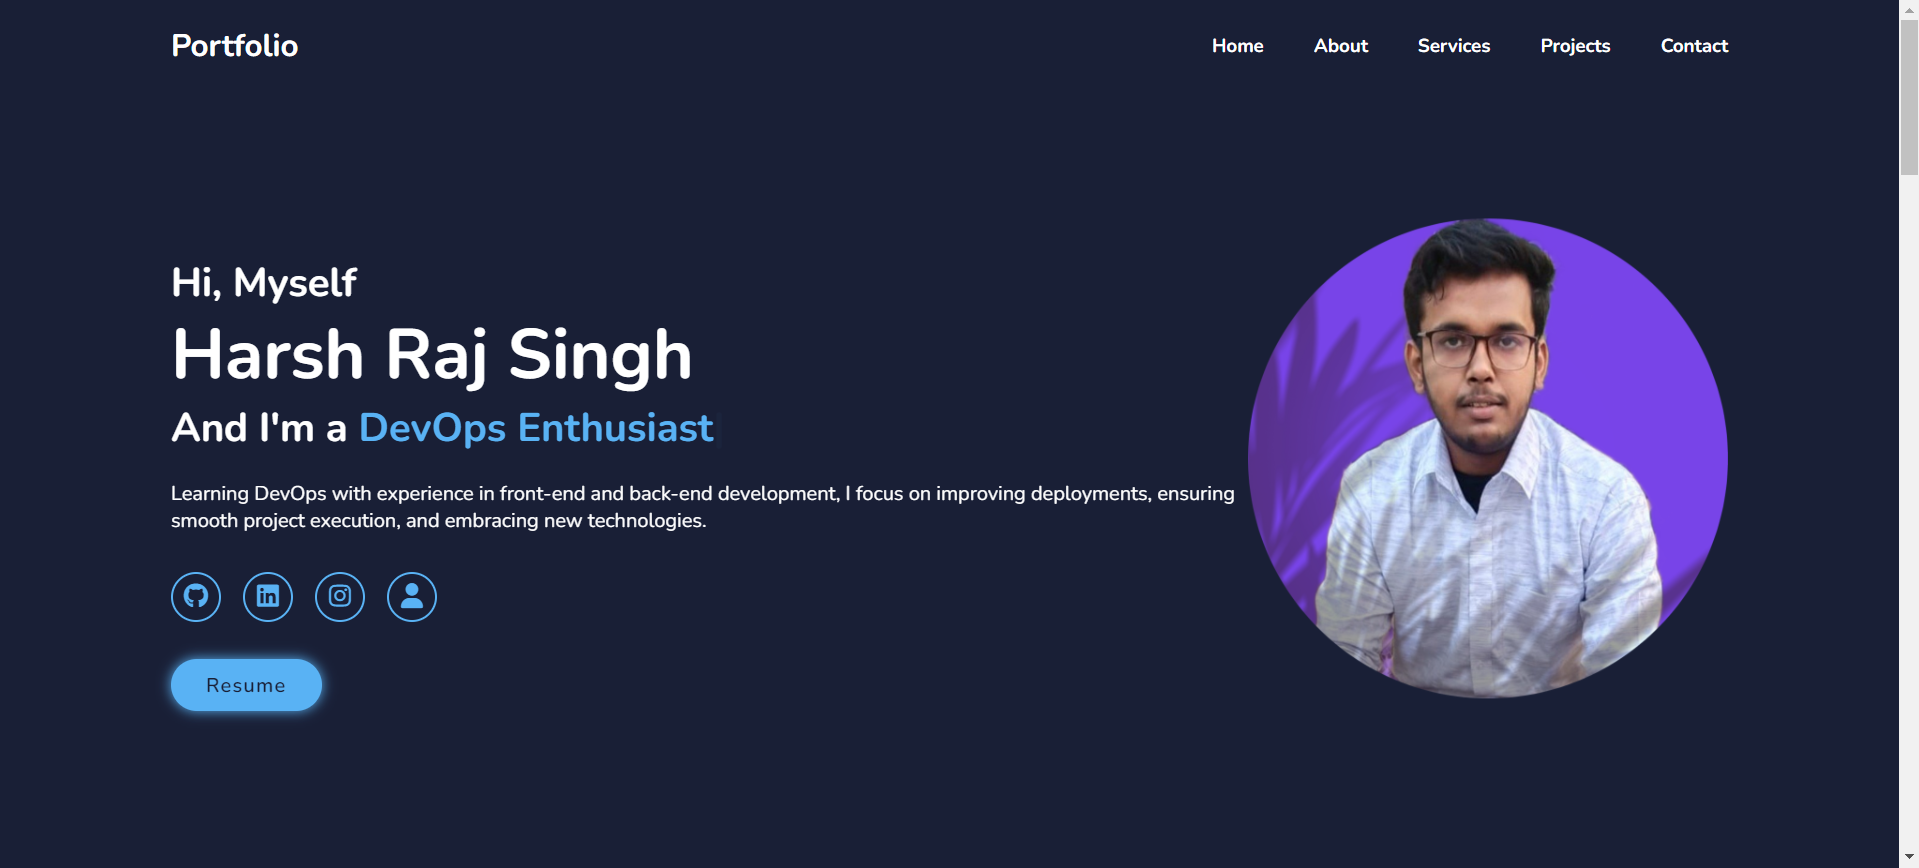 Portfolio
Home About Services Projects Contact
Hi, Myself
Harsh Raj Singh
And I'm a DevOps Enthusiast
Learning DevOps with experience in front-end and back-end development, I focus on improving deployments, ensuring
smooth project execution, and embracing new technologies.
in
Resume